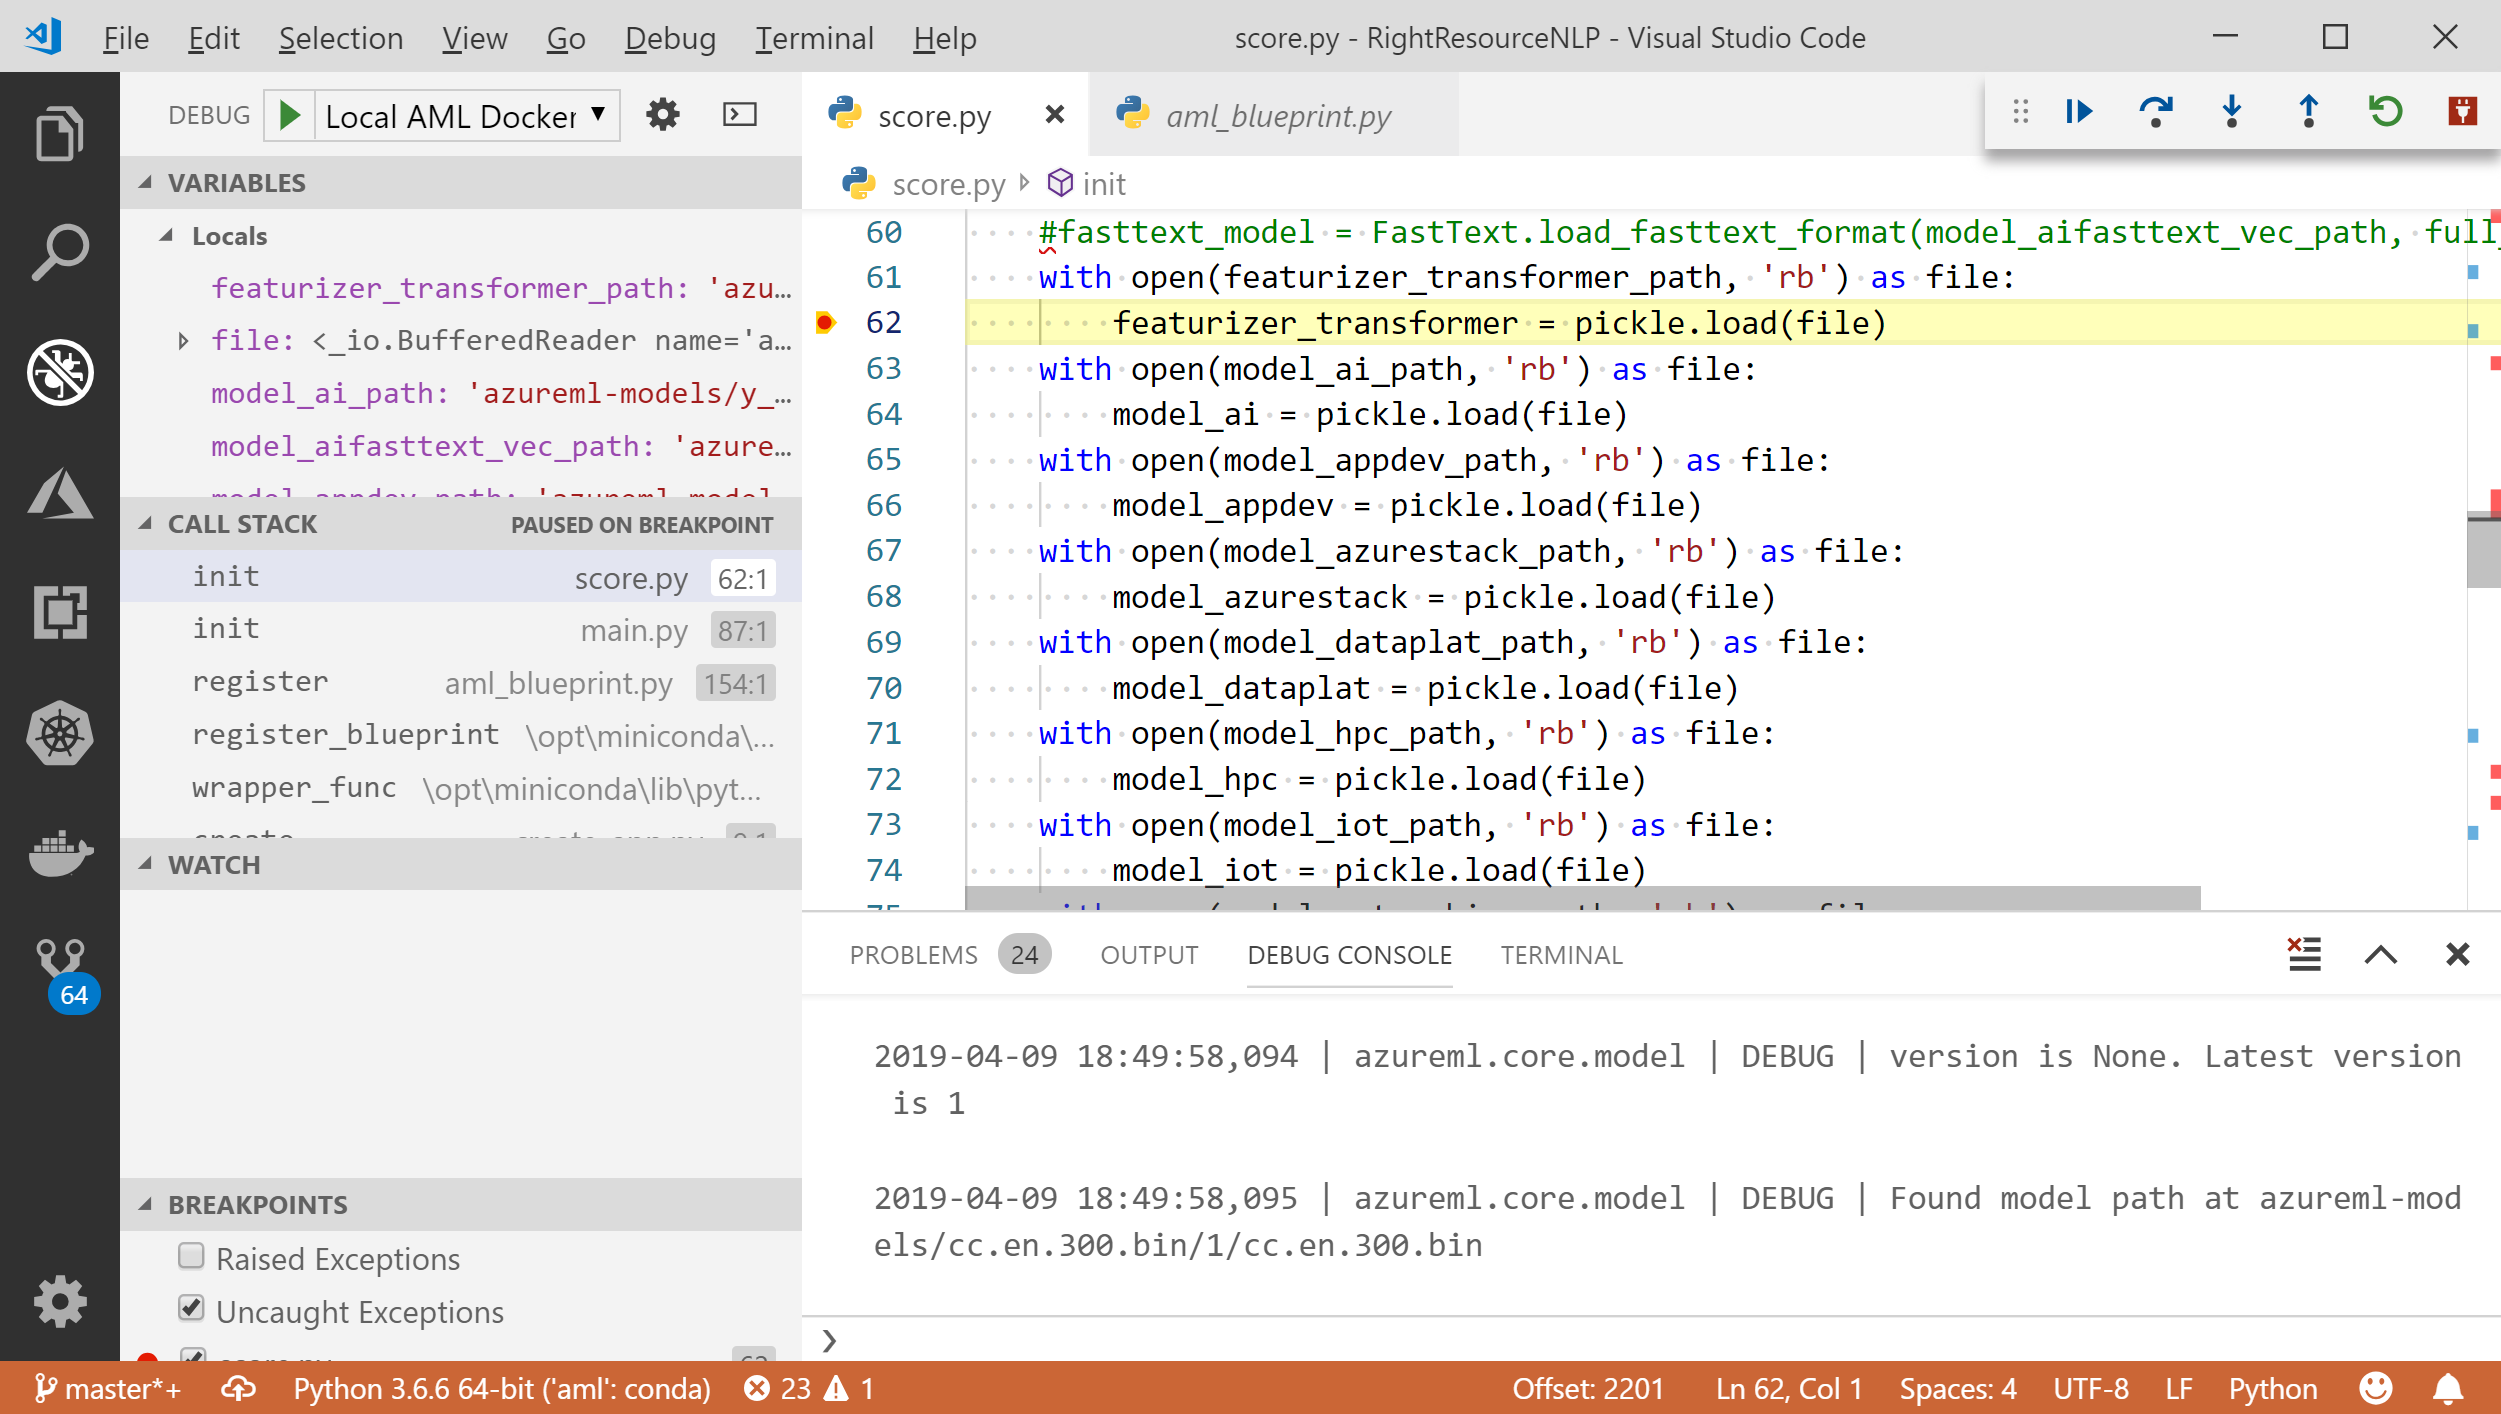 File Edit Selection View Go Debug Terminal Help score.py - RightResourceNLP - Visual Studio Code
DEBUG Local AML Docker
score.py aml_blueprint.py
score.py init
VARIABLES
Locals
featurizer_transformer_path: 'azu…
file: <_io.BufferedReader name='a…
model_ai_path: 'azureml-models/y_…
model_aifasttext_vec_path: 'azure…
model_appdev_path: 'azureml-model
CALL STACK PAUSED ON BREAKPOINT
init score.py 62:1
init main.py 87:1
register aml_blueprint.py 154:1
register_blueprint \opt\miniconda\...
wrapper_func \opt\miniconda\lib\pyt...
WATCH
BREAKPOINTS
Raised Exceptions
Uncaught Exceptions
score.py 62
60 #fasttext_model = FastText.load_fasttext_format(model_aifasttext_vec_path, full_
61 with open(featurizer_transformer_path, 'rb') as file:
62 featurizer_transformer = pickle.load(file)
63 with open(model_ai_path, 'rb') as file:
64 model_ai = pickle.load(file)
65 with open(model_appdev_path, 'rb') as file:
66 model_appdev = pickle.load(file)
67 with open(model_azurestack_path, 'rb') as file:
68 model_azurestack = pickle.load(file)
69 with open(model_dataplat_path, 'rb') as file:
70 model_dataplat = pickle.load(file)
71 with open(model_hpc_path, 'rb') as file:
72 model_hpc = pickle.load(file)
73 with open(model_iot_path, 'rb') as file:
74 model_iot = pickle.load(file)
PROBLEMS 24 OUTPUT DEBUG CONSOLE TERMINAL
2019-04-09 18:49:58,094 | azureml.core.model | DEBUG | version is None. Latest version
is 1
2019-04-09 18:49:58,095 | azureml.core.model | DEBUG | Found model path at azureml-mod
els/cc.en.300.bin/1/cc.en.300.bin
64
master*+ Python 3.6.6 64-bit ('aml': conda) 23 1 Offset: 2201 Ln 62, Col 1 Spaces: 4 UTF-8 LF Python